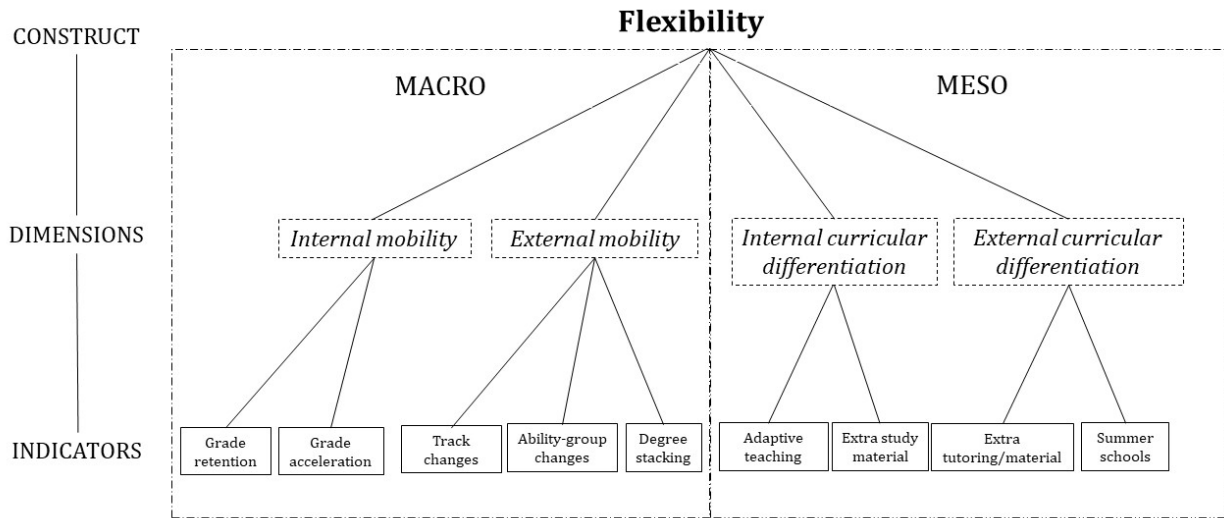 Flexibility
CONSTRUCT
MACRO
MESO
DIMENSIONS
Internal mobility
External mobility
Internal curricular
differentiation
External curricular
differentiation
INDICATORS
Grade
retention
Grade
acceleration
Track
changes
Ability-group
changes
Degree
stacking
Adaptive
teaching
Extra study
material
Extra
tutoring/material
Summer
schools